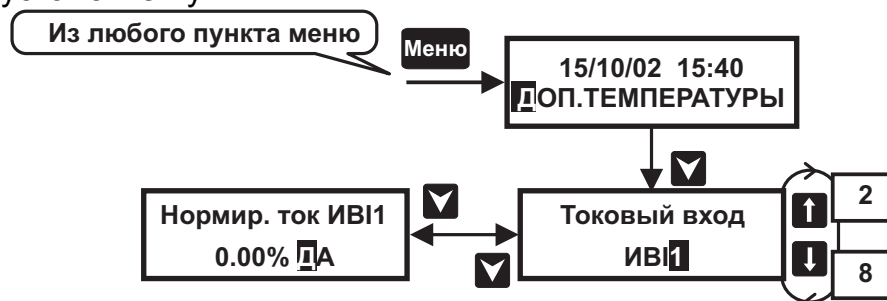 Из любого пункта меню
Меню
15/10/02 15:40
ДОП.ТЕМПЕРАТУРЫ
Нормир. ток ИВI1
0.00% ДА
Токовый вход
ИВI1
2
8